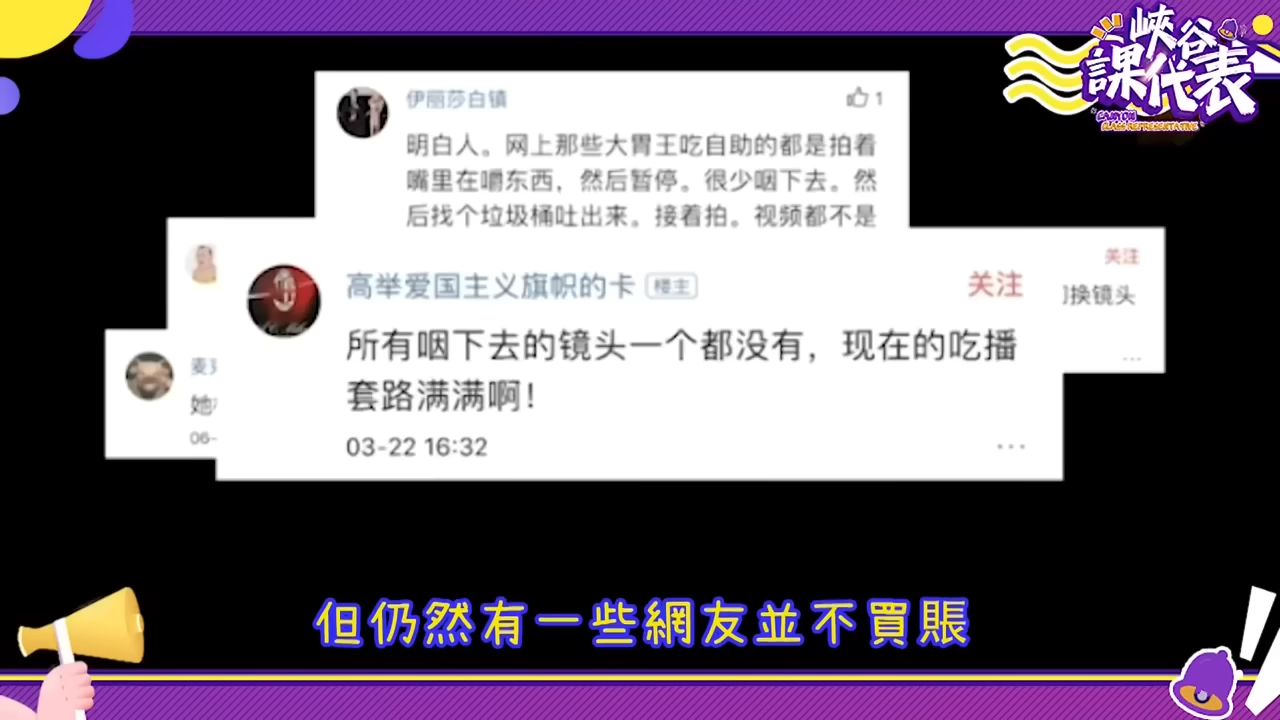 峽谷
課代表
伊丽莎白镇
1
明白人。网上那些大胃王吃自助的都是拍着
嘴里在嚼东西，然后暂停。很少咽下去。然
后找个垃圾桶吐出来。接着拍。视频都不是
关注
换镜头
高举爱国主义旗帜的卡 楼主
关注
所有咽下去的镜头一个都没有，现在的吃播
套路满满啊！
03-22 16:32
麦
她
06-
但仍然有一些網友並不買賬